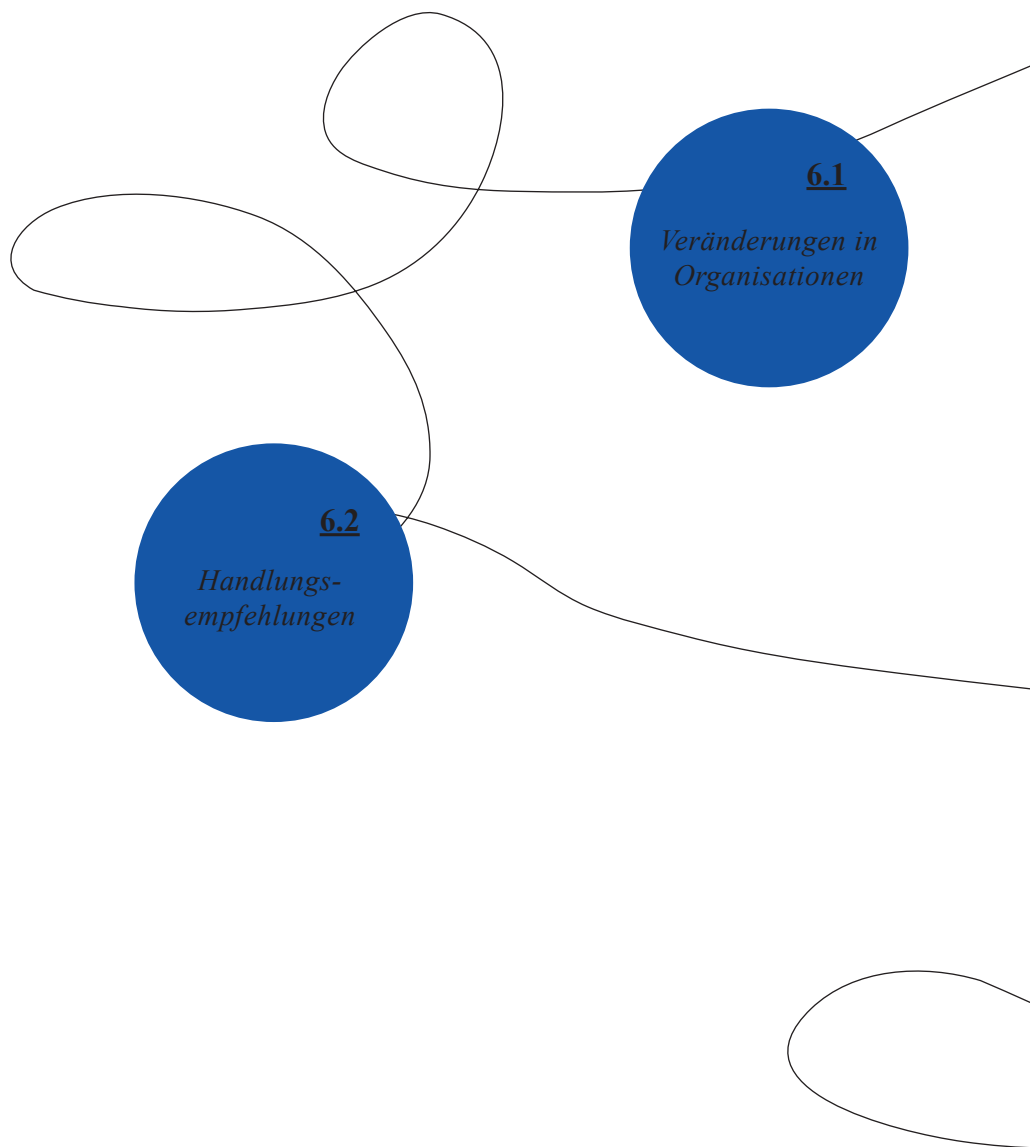 6.1
Veränderungen in
Organisationen
6.2
Handlungs-
empfehlungen